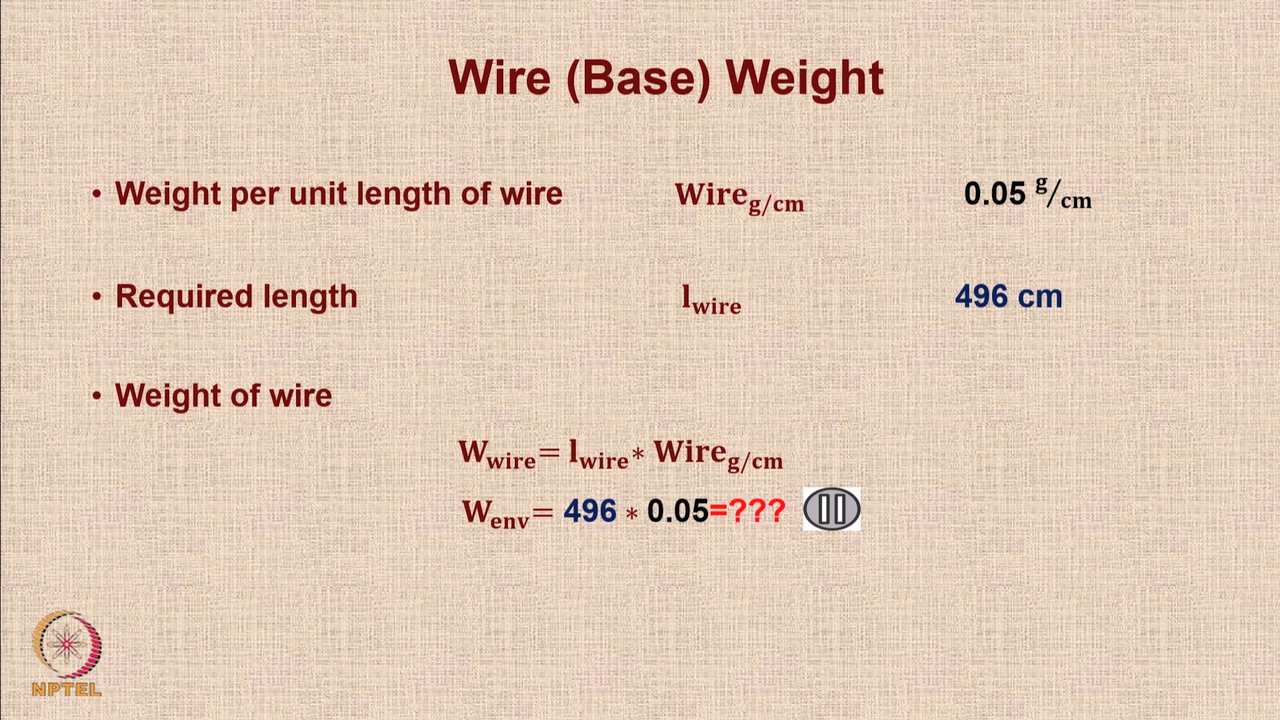 Wire (Base) Weight
• Weight per unit length of wire Wire_g/cm 0.05 g/cm
• Required length l_wire 496 cm
• Weight of wire
W_wire = l_wire * Wire_g/cm
W_env = 496 * 0.05=???
NPTEL